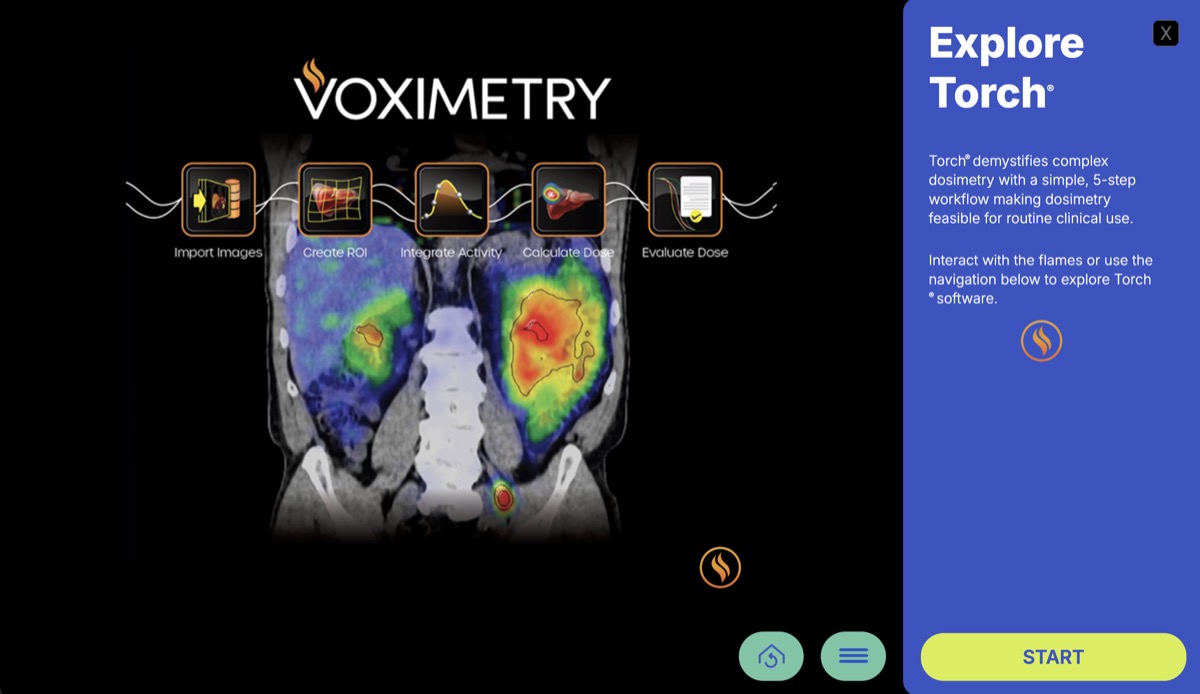 VOXIMETRY
Import Images
Create ROI
Integrate Activity
Calculate Dose
Evaluate Dose
X
Explore
Torch®
Torch® demystifies complex
dosimetry with a simple, 5-step
workflow making dosimetry
feasible for routine clinical use.
Interact with the flames or use the
navigation below to explore Torch
® software.
START